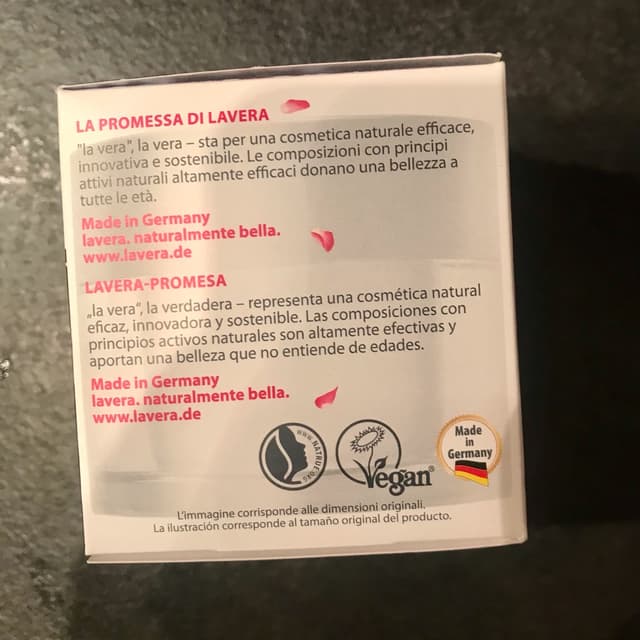 LA PROMESSA DI LAVERA
"la vera", la vera – sta per una cosmetica naturale efficace,
innovativa e sostenibile. Le composizioni con principi
attivi naturali altamente efficaci donano una bellezza a
tutte le età.
Made in Germany
lavera. naturalmente bella.
www.lavera.de
LAVERA-PROMESA
„la vera“, la verdadera – representa una cosmética natural
eficaz, innovadora y sostenible. Las composiciones con
principios activos naturales son altamente efectivas y
aportan una belleza que no entiende de edades.
Made in Germany
lavera. naturalmente bella.
www.lavera.de
WWW.NATRUE.ORG
Vegan®
Made
in
Germany
L'immagine corrisponde alle dimensioni originali.
La ilustración corresponde al tamaño original del producto.